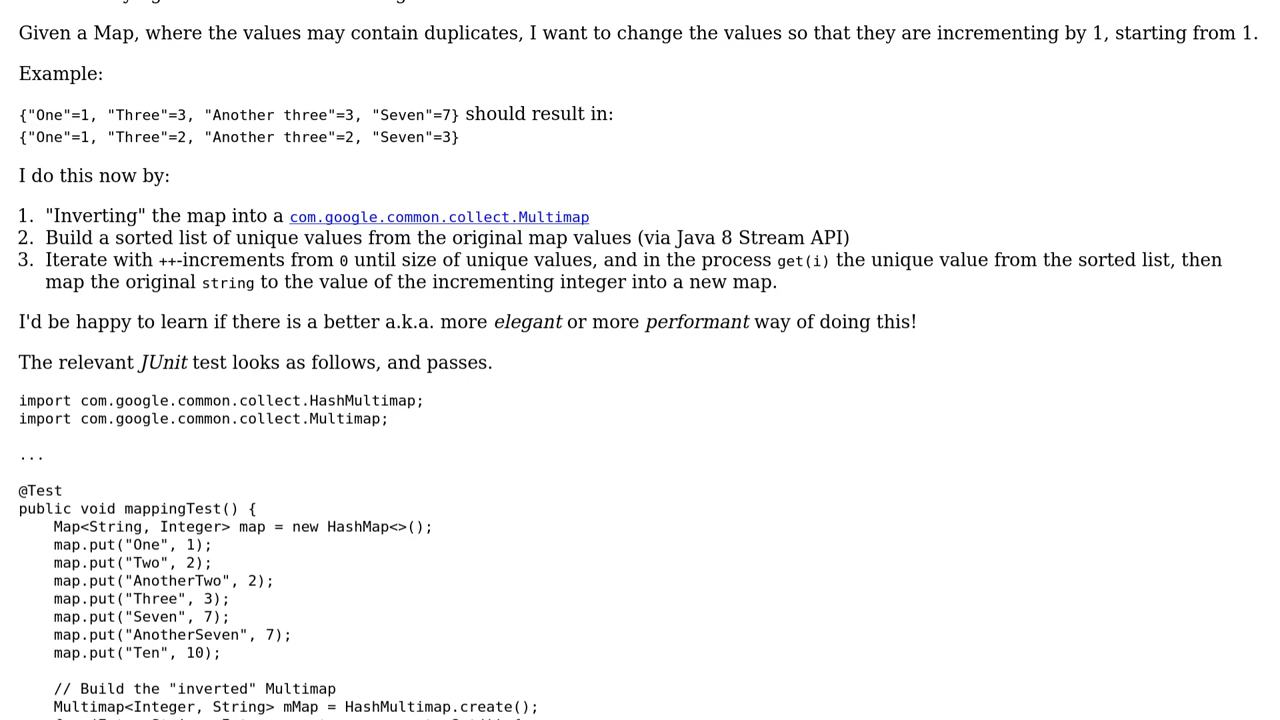 Given a Map, where the values may contain duplicates, I want to change the values so that they are incrementing by 1, starting from 1.
Example:
{"One"=1, "Three"=3, "Another three"=3, "Seven"=7} should result in:
{"One"=1, "Three"=2, "Another three"=2, "Seven"=3}
I do this now by:
1. "Inverting" the map into a com.google.common.collect.Multimap
2. Build a sorted list of unique values from the original map values (via Java 8 Stream API)
3. Iterate with ++-increments from 0 until size of unique values, and in the process get(i) the unique value from the sorted list, then
map the original string to the value of the incrementing integer into a new map.
I'd be happy to learn if there is a better a.k.a. more elegant or more performant way of doing this!
The relevant JUnit test looks as follows, and passes.
import com.google.common.collect.HashMultimap;
import com.google.common.collect.Multimap;
...
@Test
public void mappingTest() {
    Map<String, Integer> map = new HashMap<>();
    map.put("One", 1);
    map.put("Two", 2);
    map.put("AnotherTwo", 2);
    map.put("Three", 3);
    map.put("Seven", 7);
    map.put("AnotherSeven", 7);
    map.put("Ten", 10);
    // Build the "inverted" Multimap
    Multimap<Integer, String> mMap = HashMultimap.create();